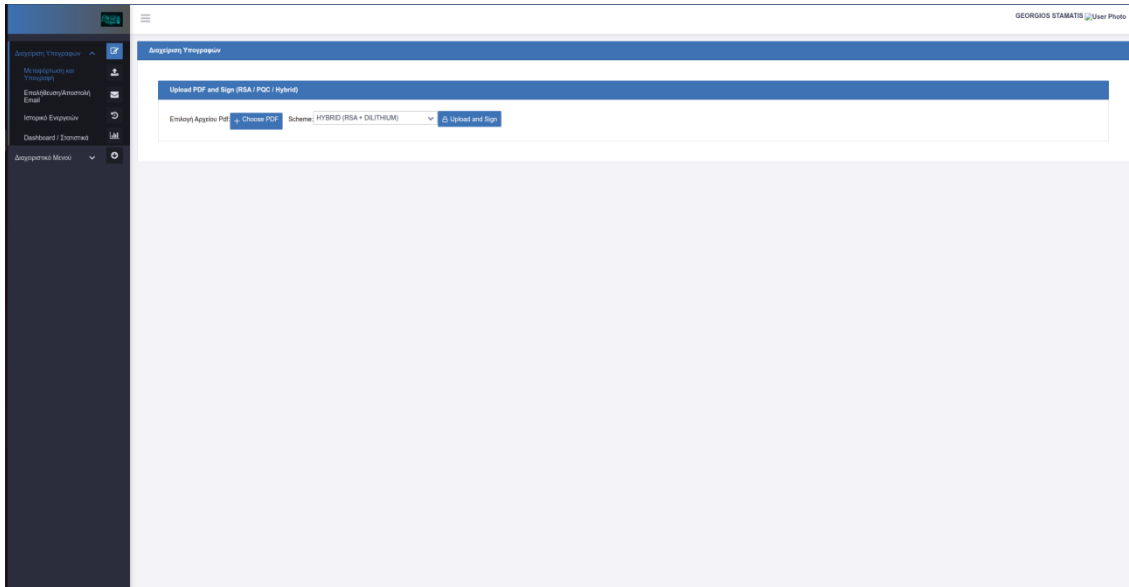 GEORGIOS STAMATIS User Photo
Διαχείριση Υπογραφών
Μεταφόρτωση και
Υπογραφή
Επαλήθευση/Αποστολή
Email
Ιστορικό Ενεργειών
Dashboard / Στατιστικά
Διαχειριστικό Μενού
Διαχείριση Υπογραφών
Upload PDF and Sign (RSA / PQC / Hybrid)
Επιλογή Αρχείου Pdf: + Choose PDF Scheme: HYBRID (RSA + DILITHIUM) Upload and Sign